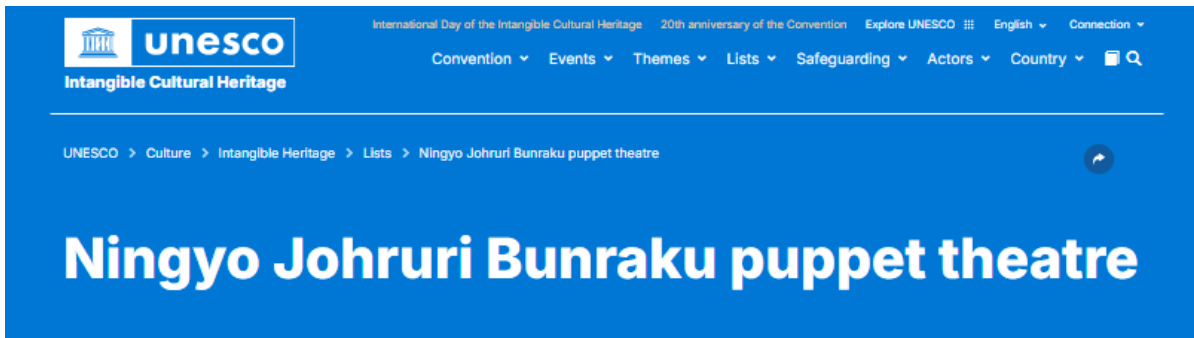 International Day of the Intangible Cultural Heritage 20th anniversary of the Convention Explore UNESCO English Connection
unesco
Convention Events Themes Lists Safeguarding Actors Country
Intangible Cultural Heritage
UNESCO > Culture > Intangible Heritage > Lists > Ningyo Johruri Bunraku puppet theatre
Ningyo Johruri Bunraku puppet theatre